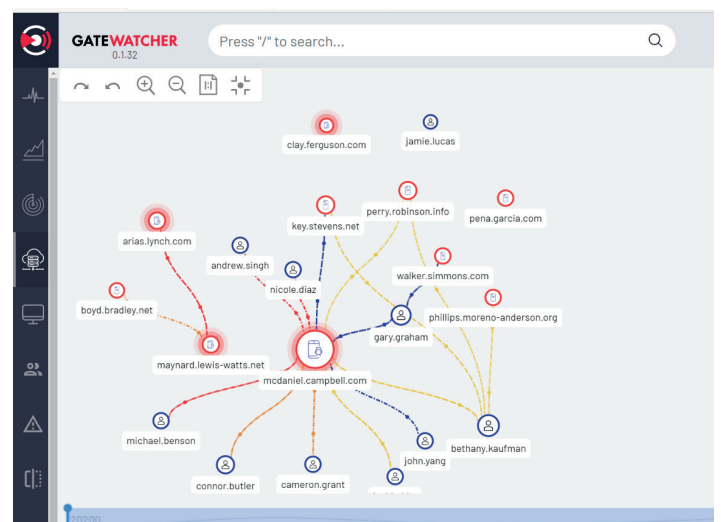 GATEWATCHER
0.1.32
Press "/" to search...
1:1
clay.ferguson.com
jamie.lucas
key.stevens.net
perry.robinson.info
pena.garcia.com
arias.lynch.com
andrew.singh
nicole.diaz
walker.simmons.com
boyd.bradley.net
phillips.moreno-anderson.org
gary.graham
maynard.lewis-watts.net
mcdaniel.campbell.com
michael.benson
bethany.kaufman
john.yang
connor.butler
cameron.grant
20200